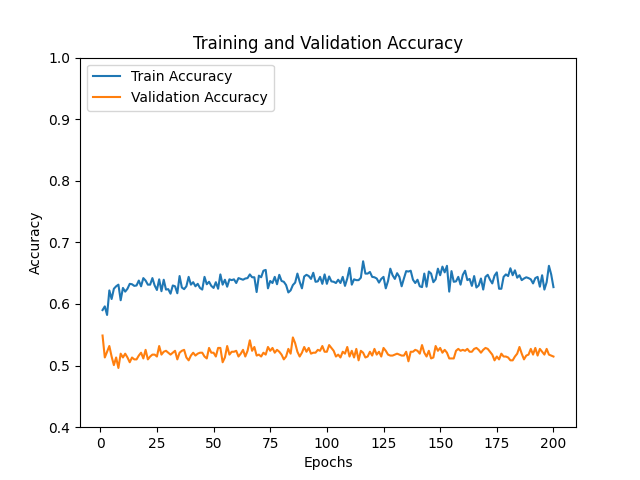 Training and Validation Accuracy
Train Accuracy
Validation Accuracy
1.0
0.9
0.8
0.7
0.6
0.5
0.4
Accuracy
0 25 50 75 100 125 150 175 200
Epochs